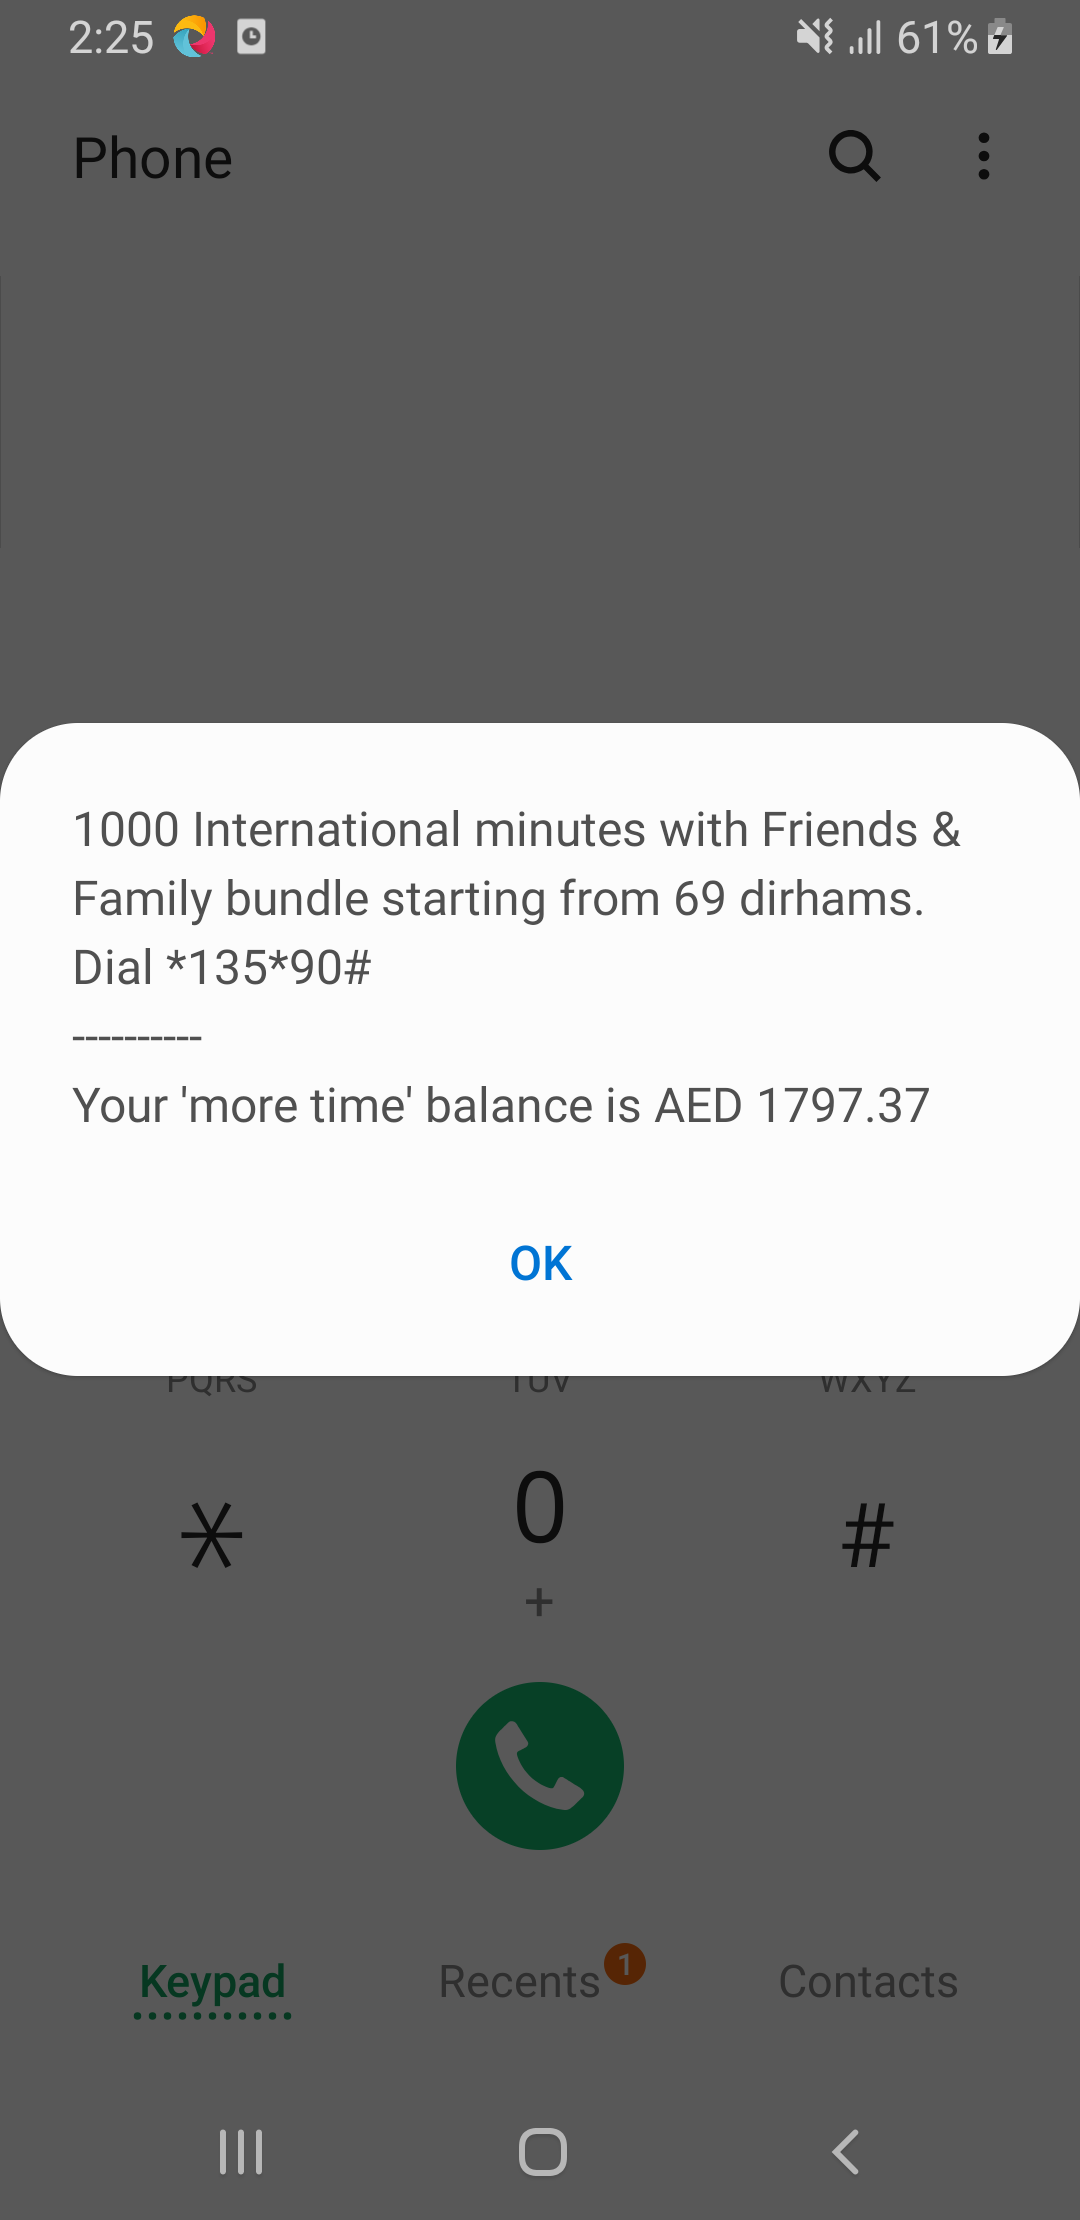 2:25
61%
Phone
1000 International minutes with Friends &
Family bundle starting from 69 dirhams.
Dial *135*90#
----------
Your 'more time' balance is AED 1797.37
OK
PQRS TUV WXYZ
* 0 #
+
Keypad Recents 1 Contacts